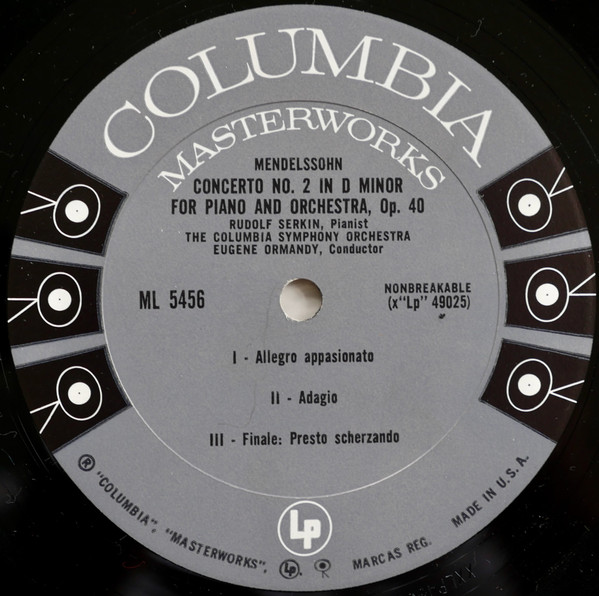 COLUMBIA
MASTERWORKS
MENDELSSOHN
CONCERTO NO. 2 IN D MINOR
FOR PIANO AND ORCHESTRA, Op. 40
RUDOLF SERKIN, Pianist
THE COLUMBIA SYMPHONY ORCHESTRA
EUGENE ORMANDY, Conductor
ML 5456
NONBREAKABLE
(x"Lp" 49025)
I - Allegro appasionato
II - Adagio
III - Finale: Presto scherzando
Lp
® "COLUMBIA", "MASTERWORKS", Lp, MARCAS REG. MADE IN U.S.A.